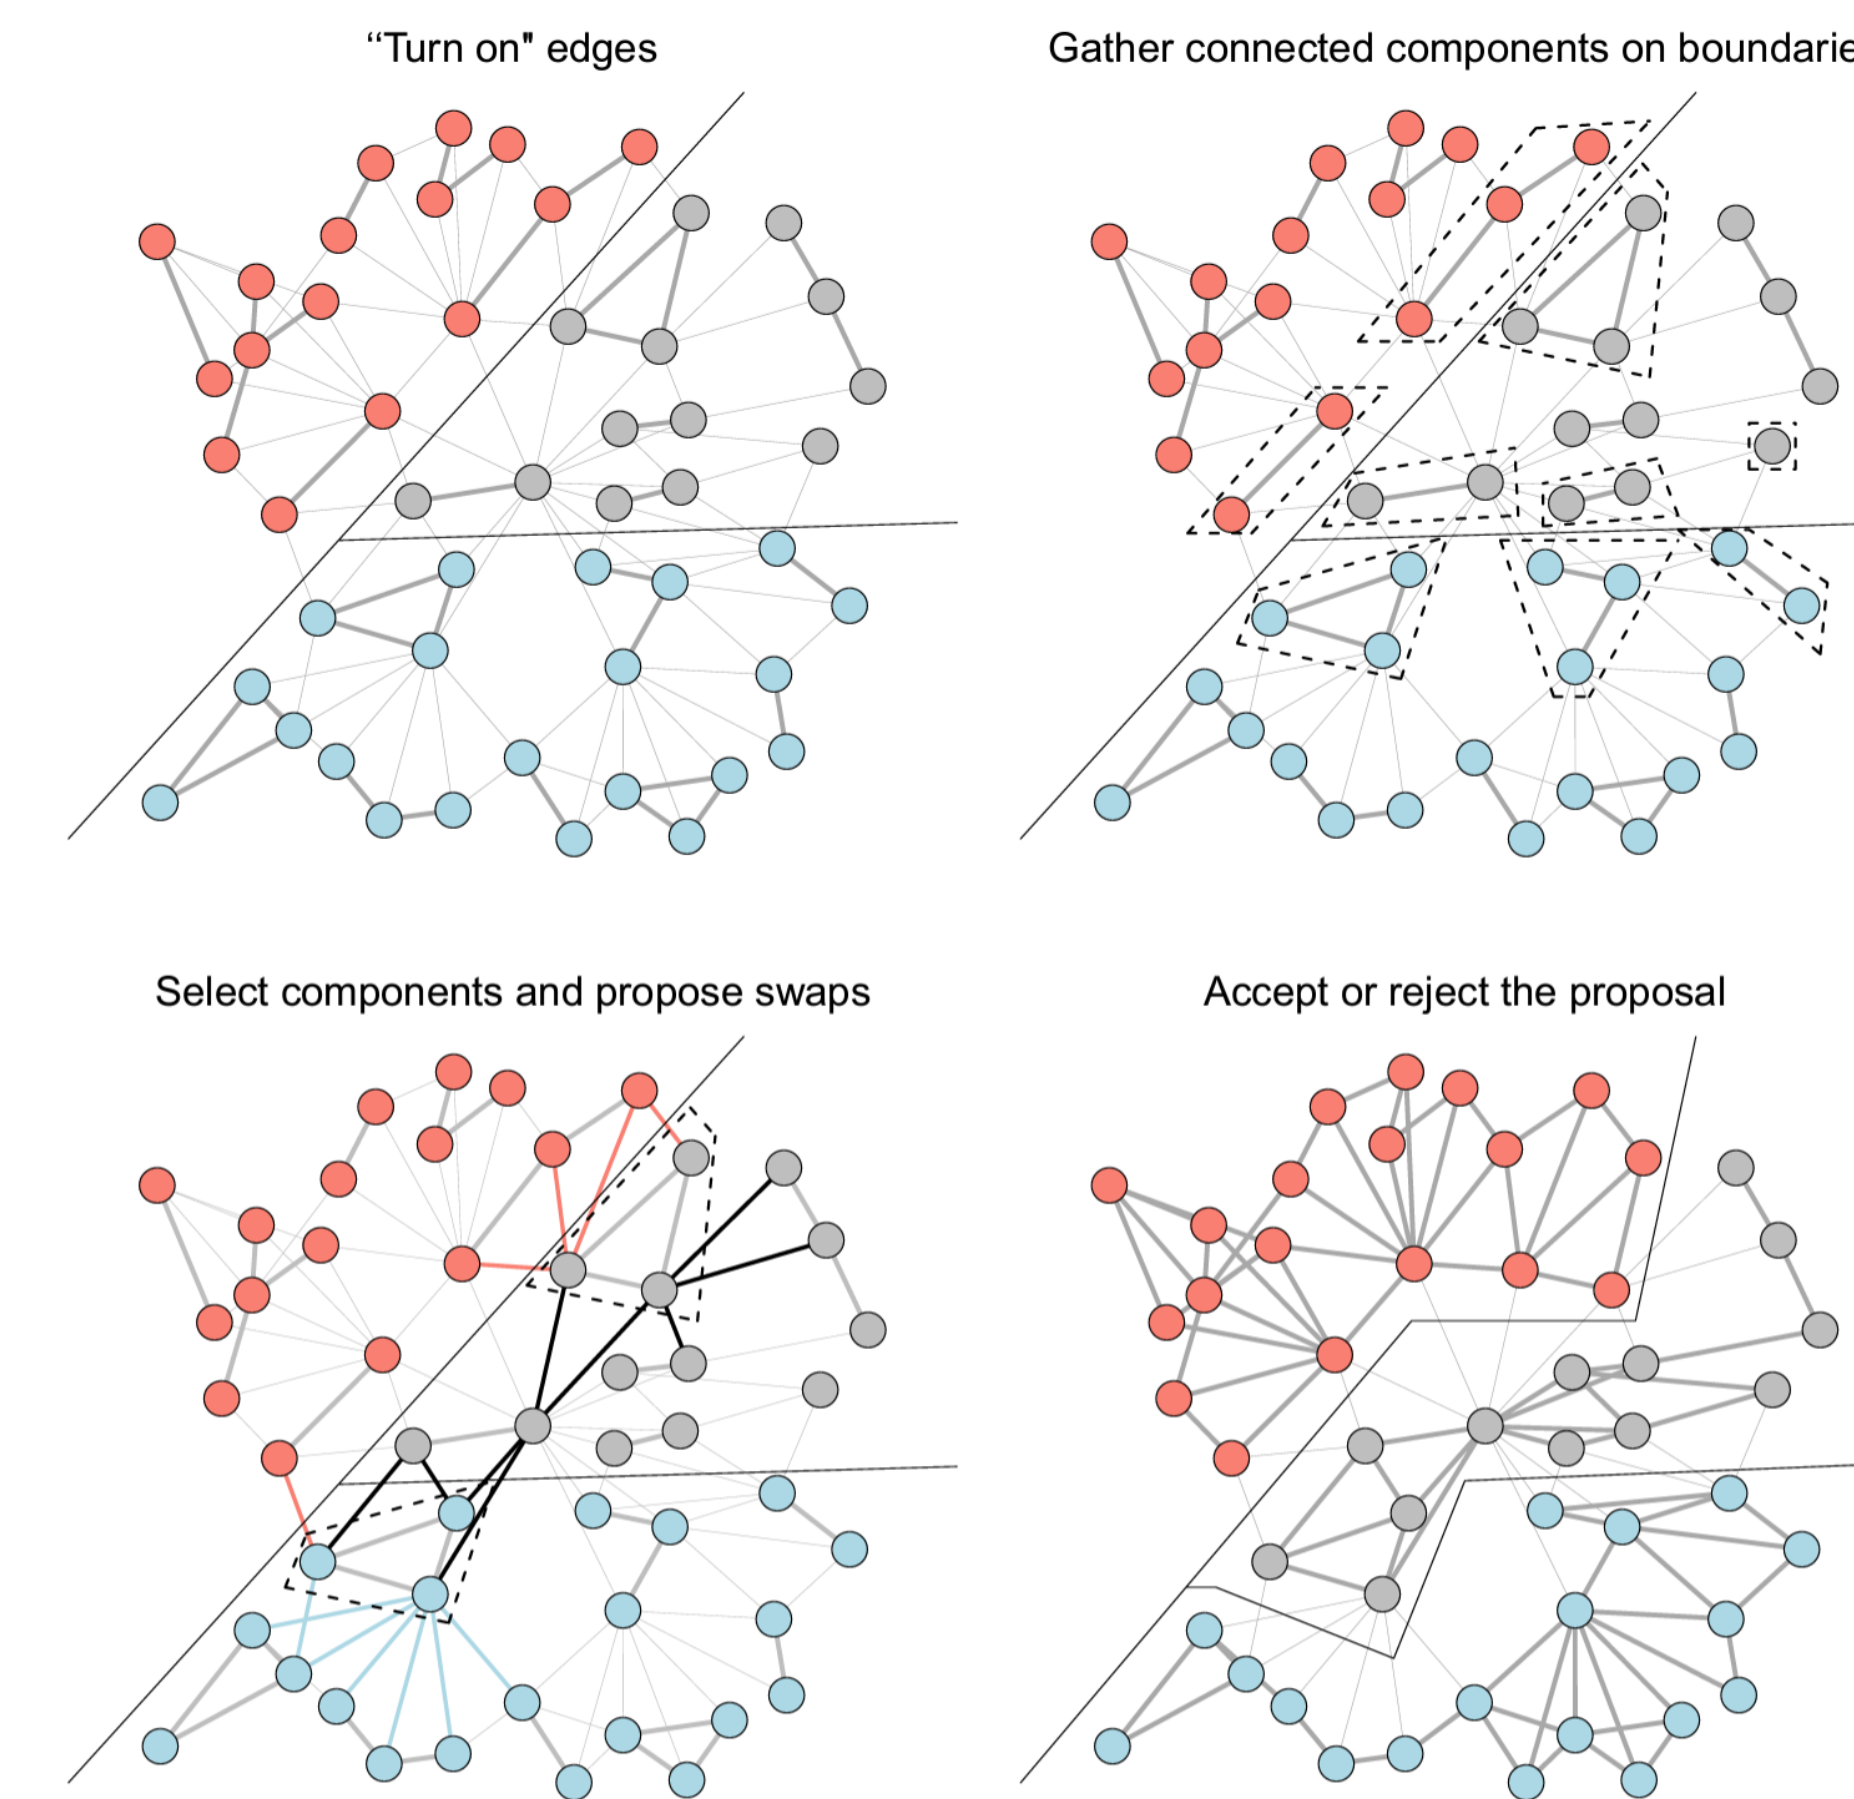 “Turn on" edges
Gather connected components on boundarie
Select components and propose swaps
Accept or reject the proposal